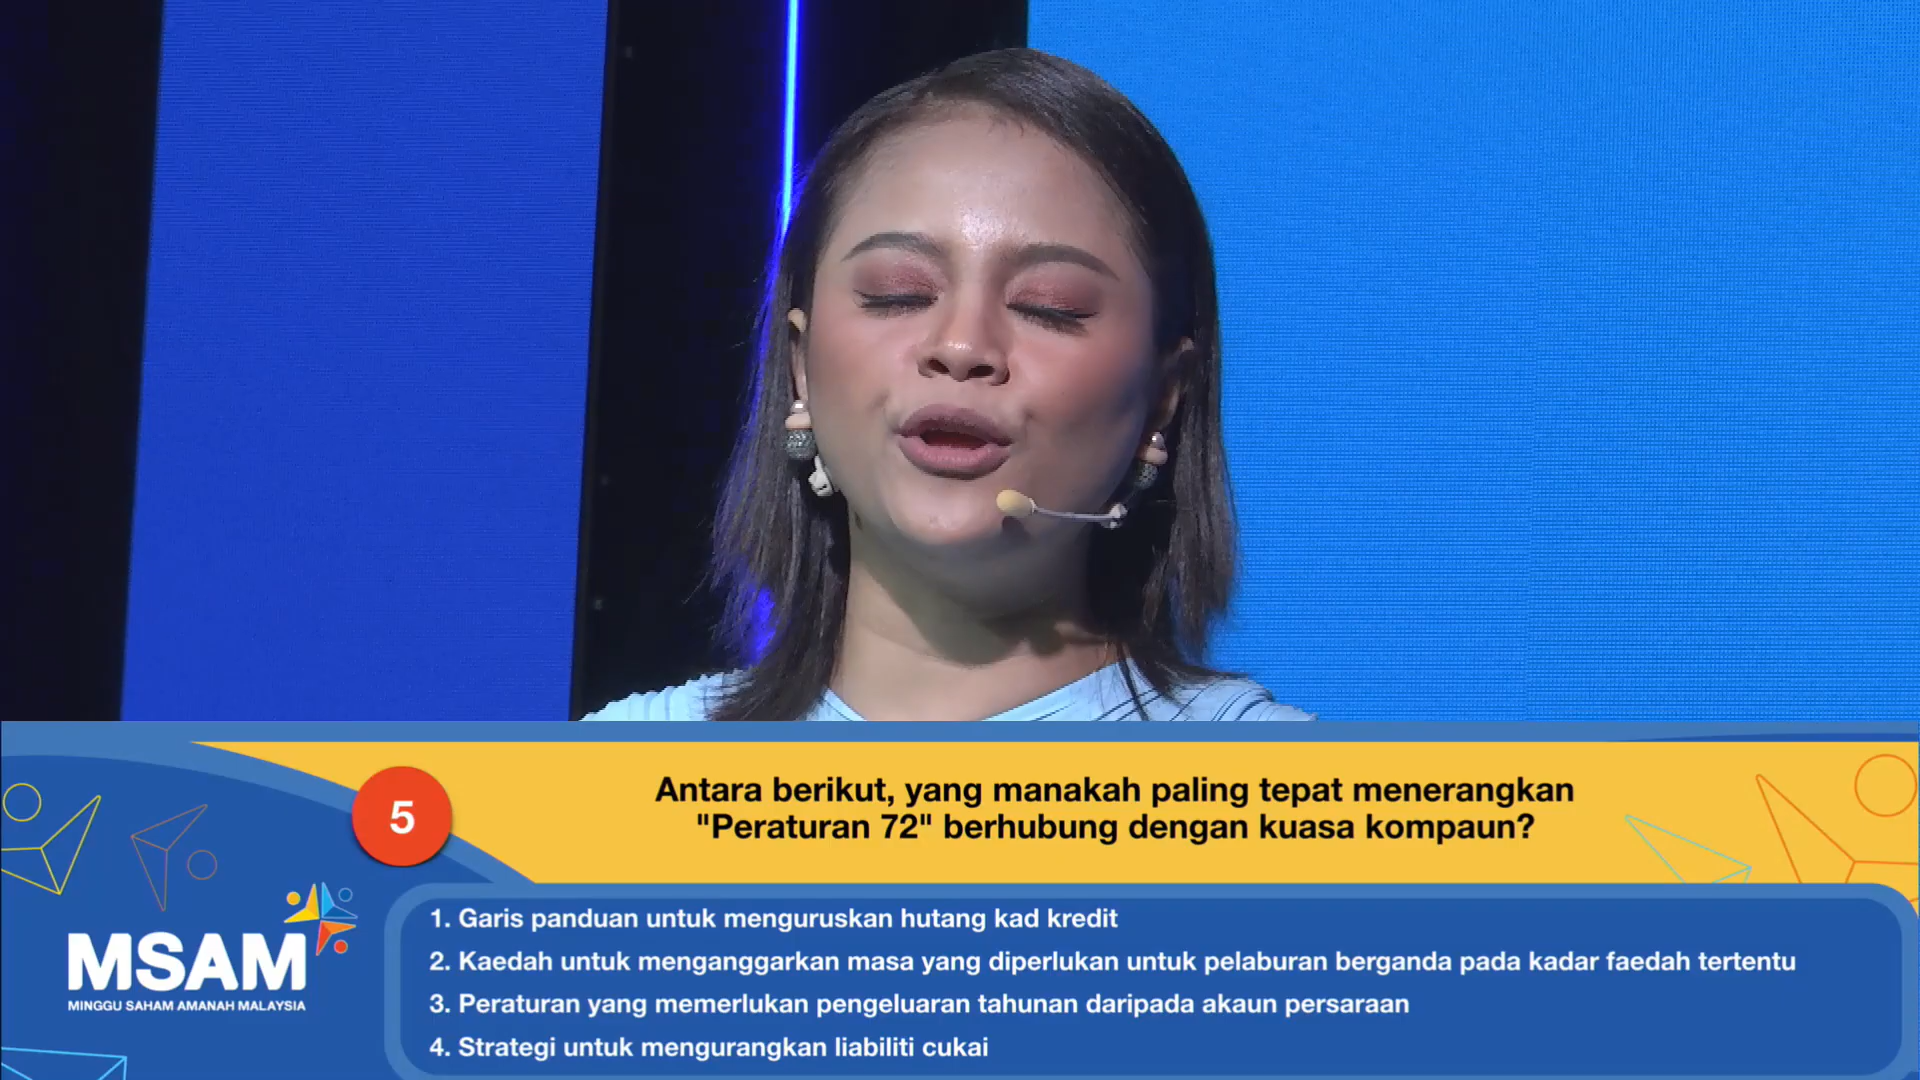 5
Antara berikut, yang manakah paling tepat menerangkan
"Peraturan 72" berhubung dengan kuasa kompaun?
1. Garis panduan untuk menguruskan hutang kad kredit
2. Kaedah untuk menganggarkan masa yang diperlukan untuk pelaburan berganda pada kadar faedah tertentu
3. Peraturan yang memerlukan pengeluaran tahunan daripada akaun persaraan
4. Strategi untuk mengurangkan liabiliti cukai
MSAM
MINGGU SAHAM AMANAH MALAYSIA